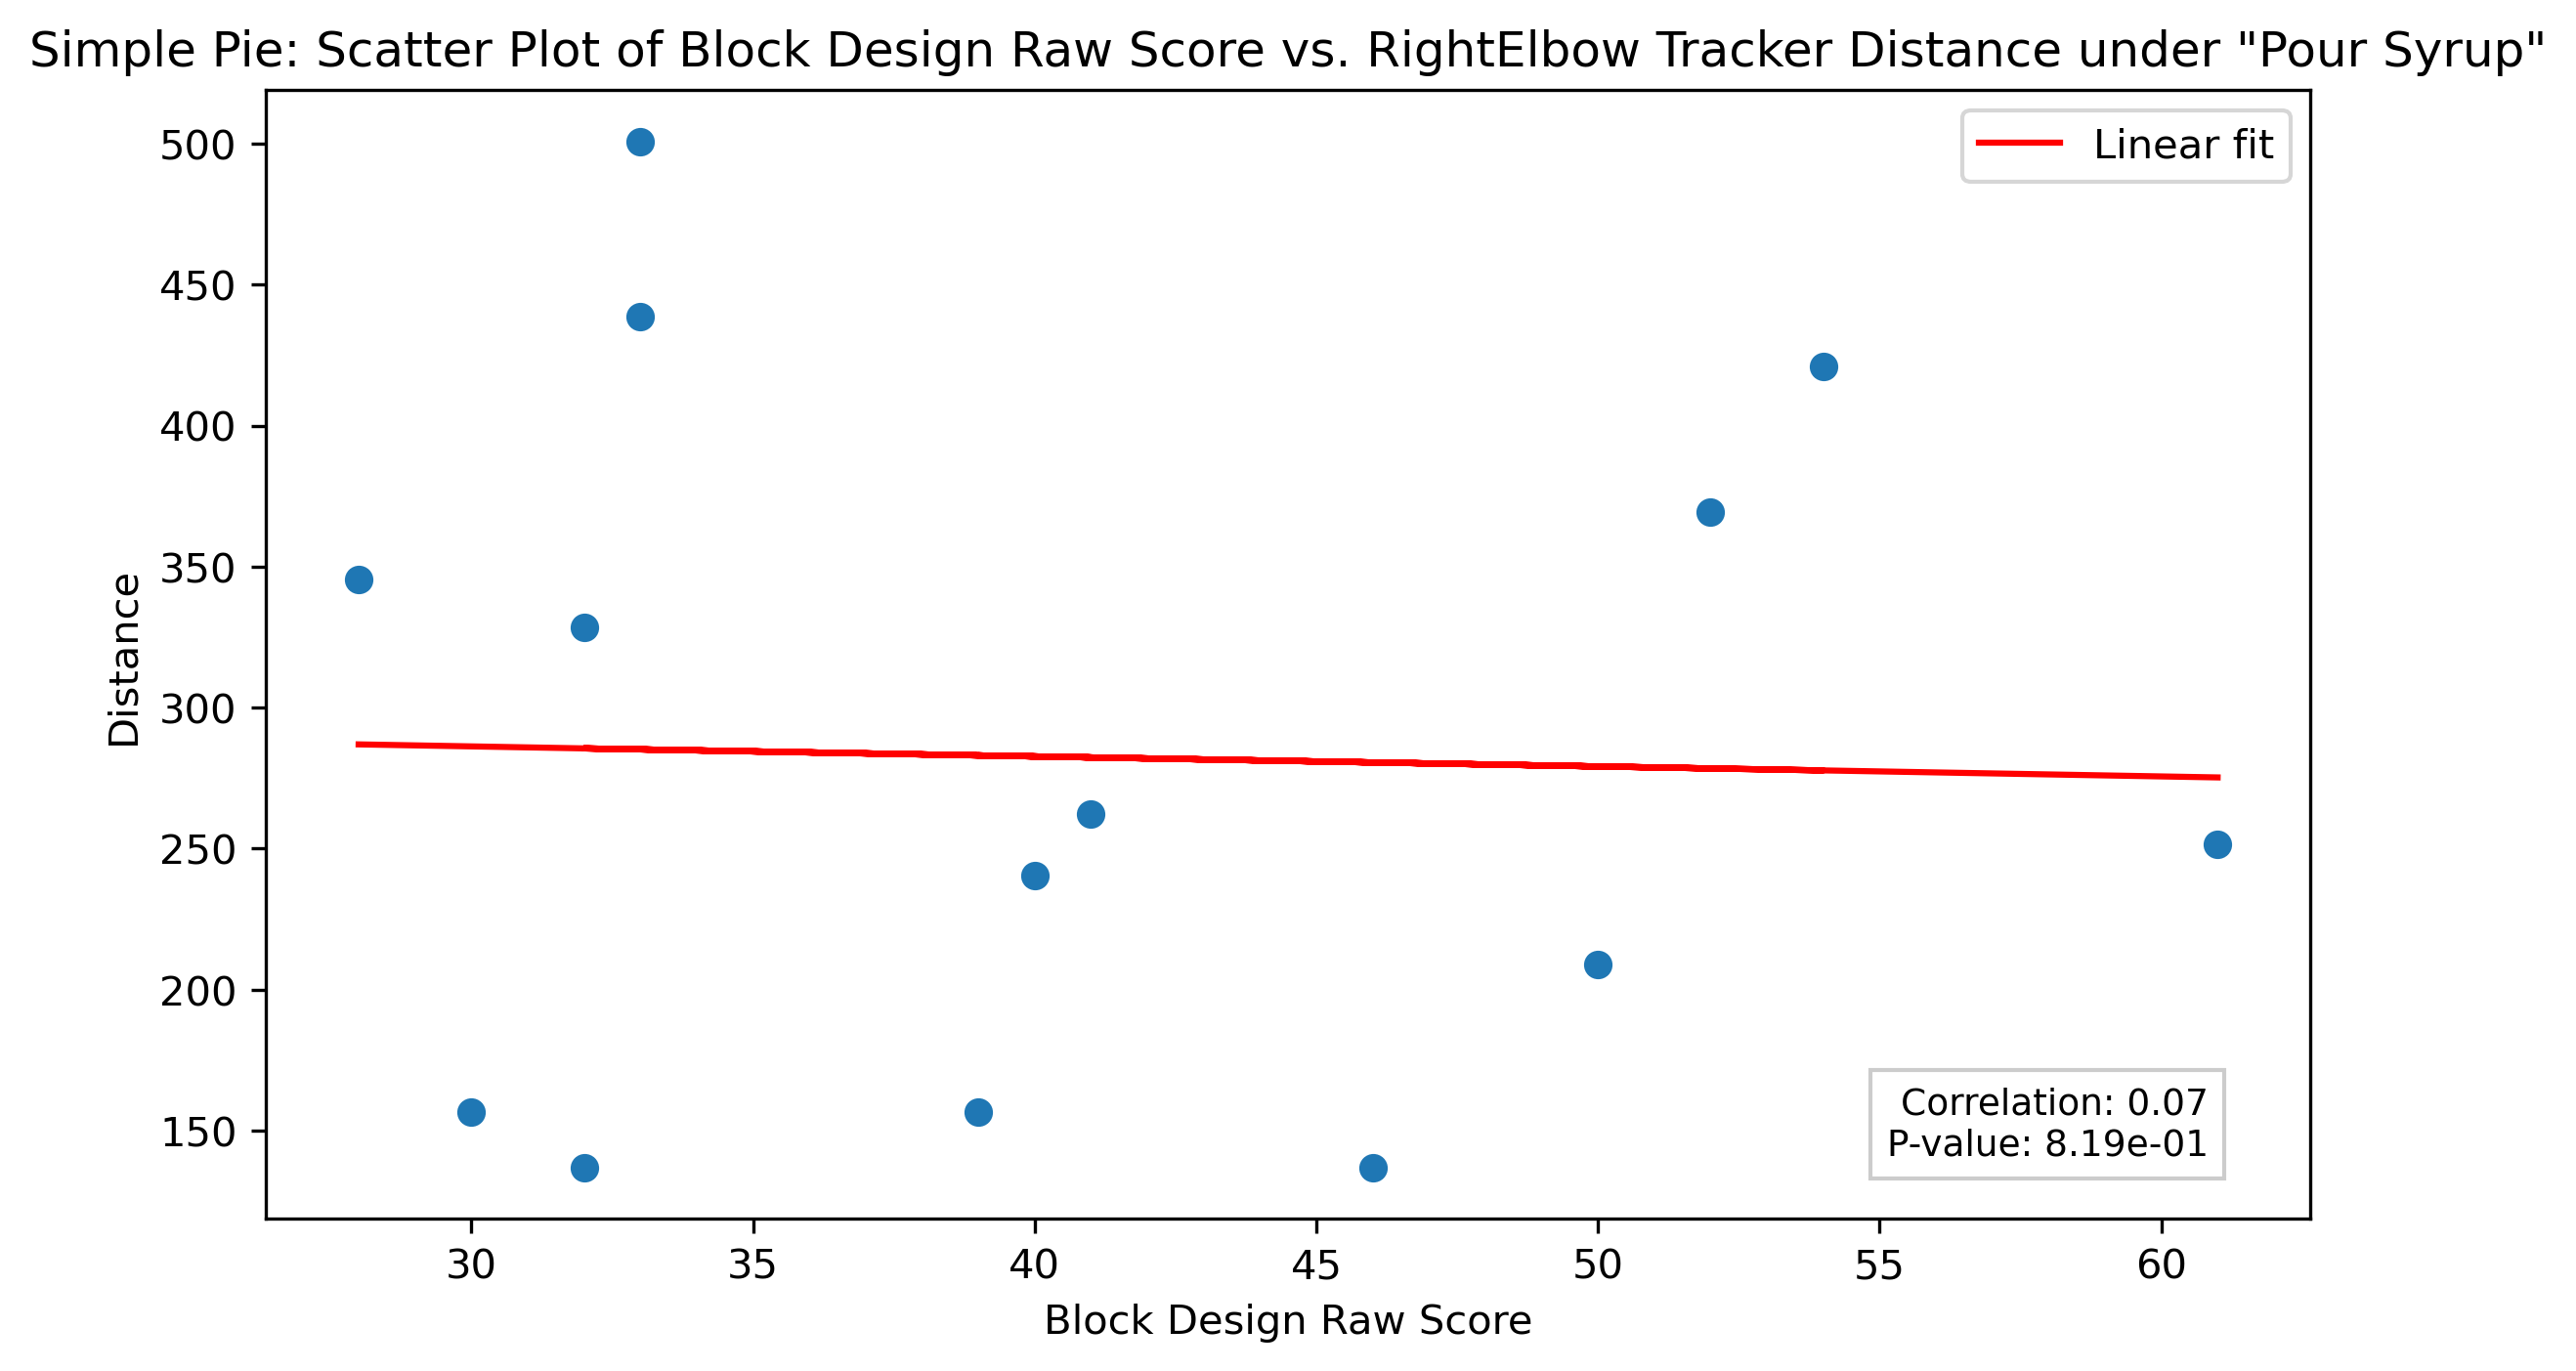 Simple Pie: Scatter Plot of Block Design Raw Score vs. RightElbow Tracker Distance under "Pour Syrup"
Linear fit
500
450
400
350
300
250
200
150
Distance
Correlation: 0.07
P-value: 8.19e-01
30 35 40 45 50 55 60
Block Design Raw Score